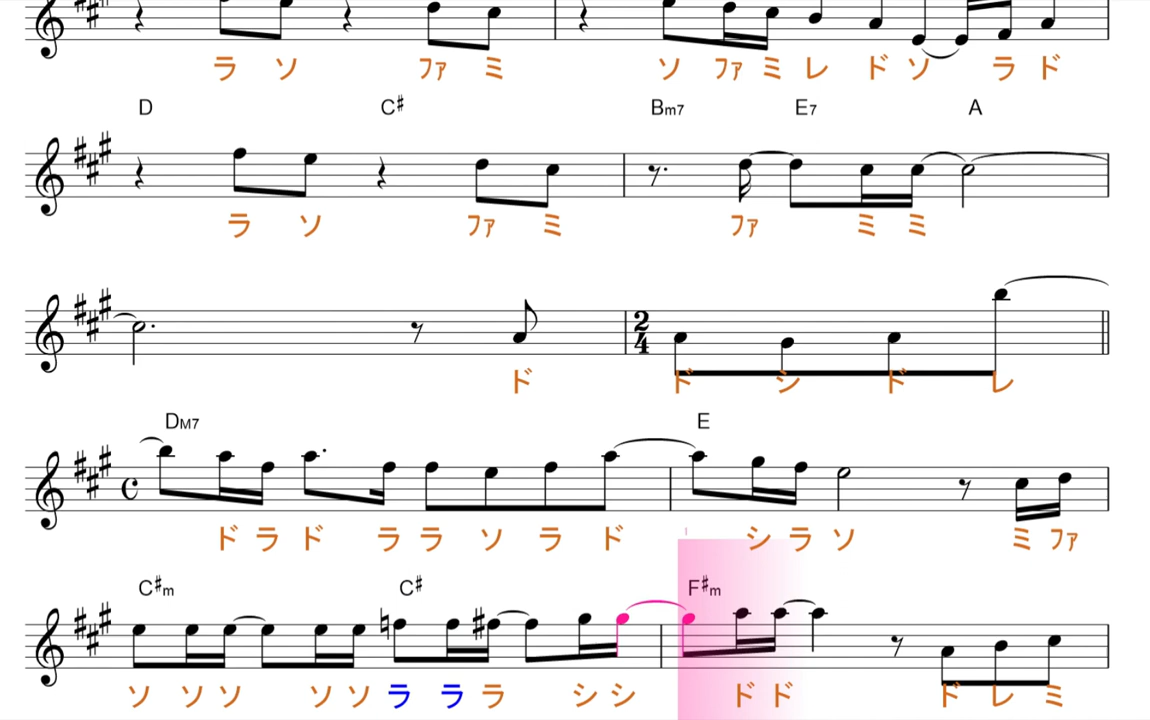 ラ ソ ファ ミ ソ ファ ミ レ ド ソ ラ ド
D C♯ Bm7 E7 A
ラ ソ ファ ミ ファ ミ ミ
2
4
ド ド シ ド レ
DM7 E
ド ラ ド ラ ラ ソ ラ ド シ ラ ソ ミ ファ
C♯m C♯ F♯m
ソ ソ ソ ソ ソ ラ ラ ラ シ シ ド ド ド レ ミ